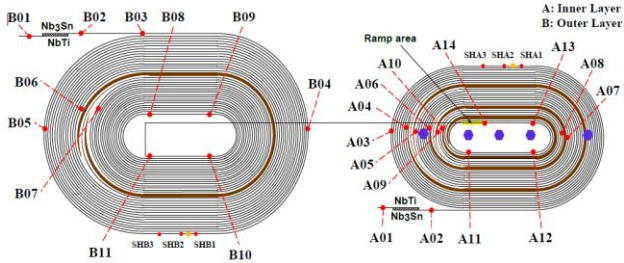 A: Inner Layer
B: Outer Layer
B01
Nb3Sn
NbTi
B02
B03
B08
B09
B06
B05
B04
B07
B11
B10
SHB3 SHB2 SHB1
Ramp area
A14
SHA3 SHA2 SHA1
A13
A08
A07
A10
A06
A04
A03
A05
A09
NbTi
Nb3Sn
A01
A02
A11
A12